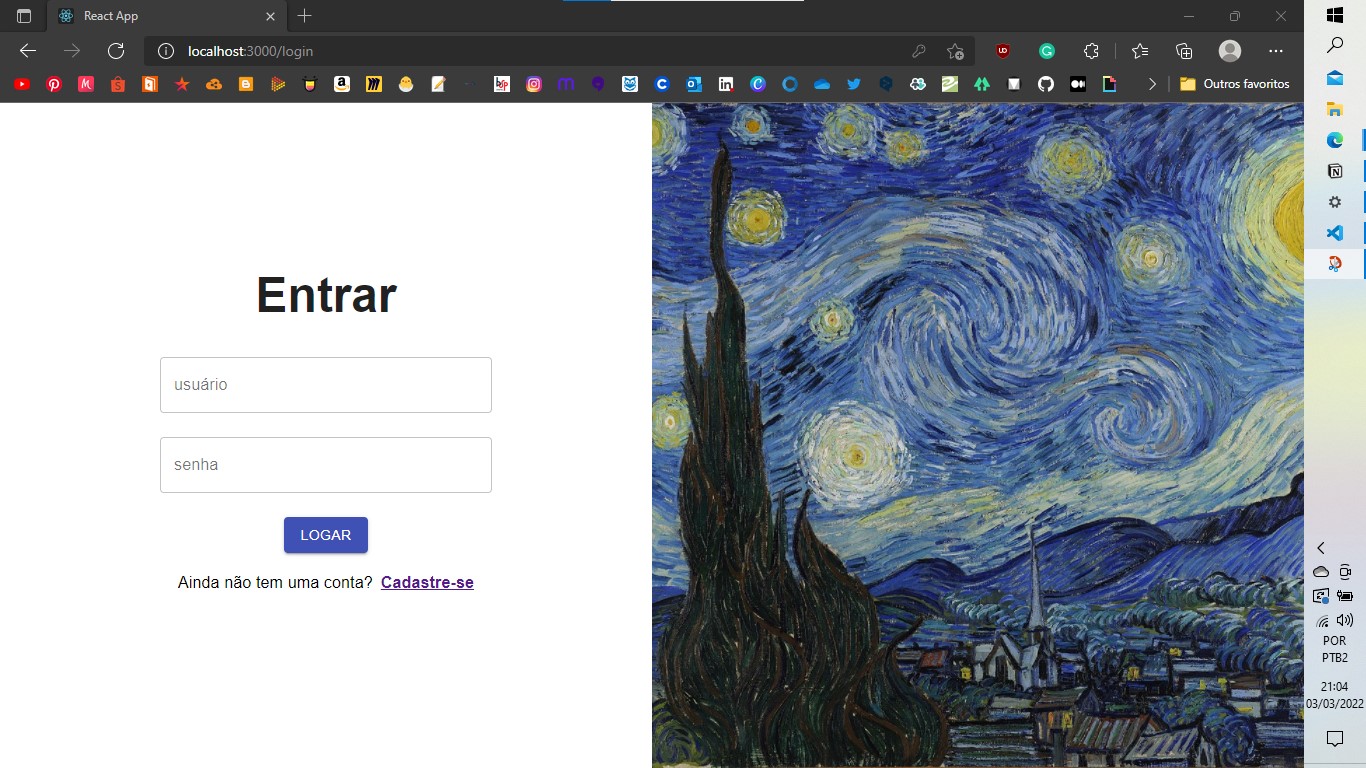 React App
localhost:3000/login
Outros favoritos
Entrar
usuário
senha
LOGAR
Ainda não tem uma conta? Cadastre-se
POR
PTB2
21:04
03/03/2022